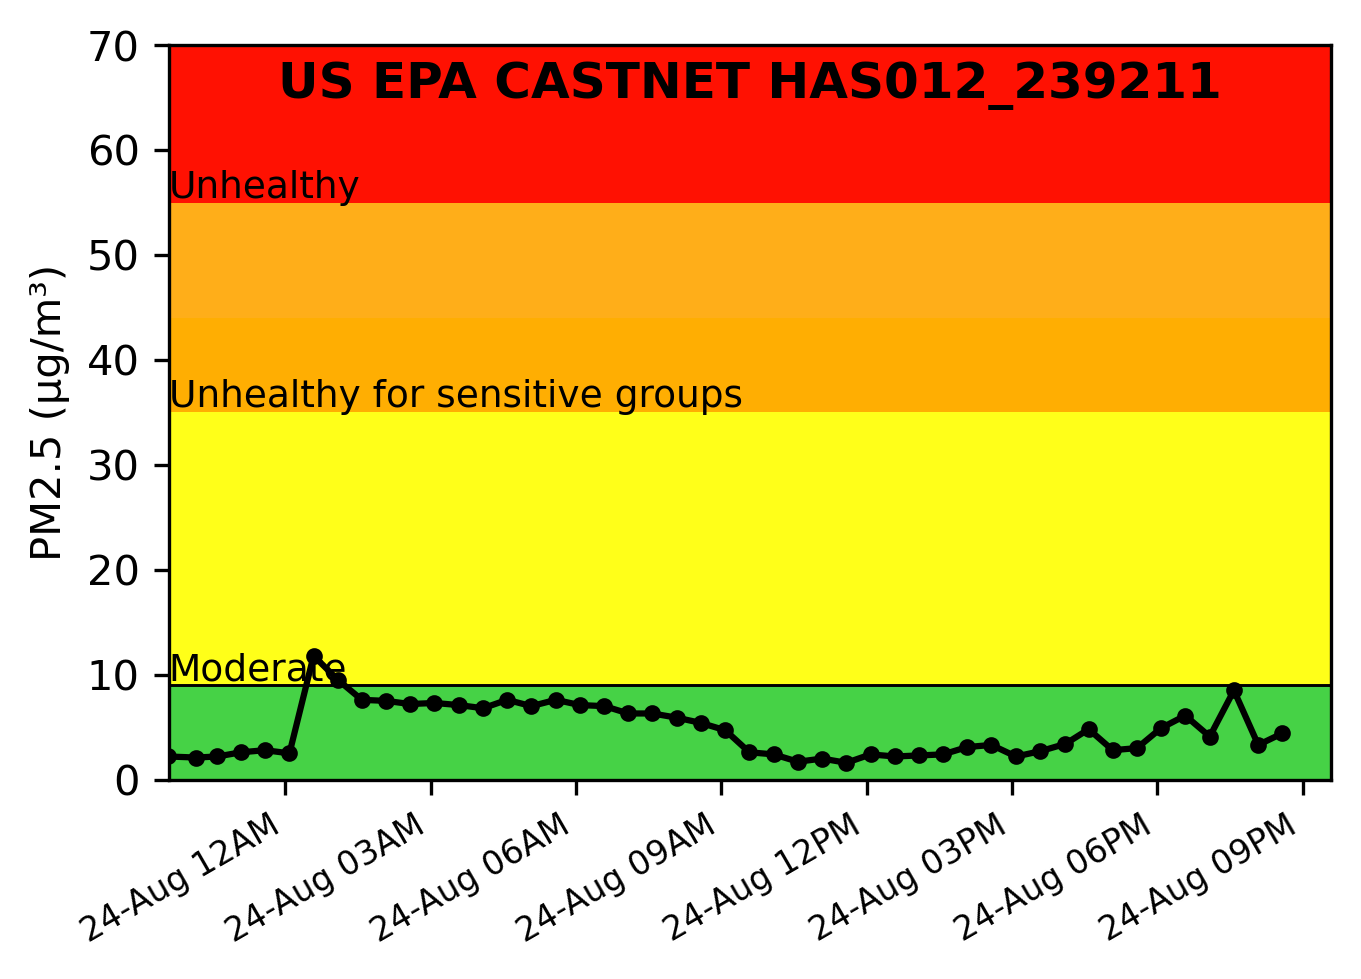 US EPA CASTNET HAS012_239211
PM2.5 (µg/m³)
70
60
50
40
30
20
10
0
Unhealthy
Unhealthy for sensitive groups
Moderate
24-Aug 12AM
24-Aug 03AM
24-Aug 06AM
24-Aug 09AM
24-Aug 12PM
24-Aug 03PM
24-Aug 06PM
24-Aug 09PM